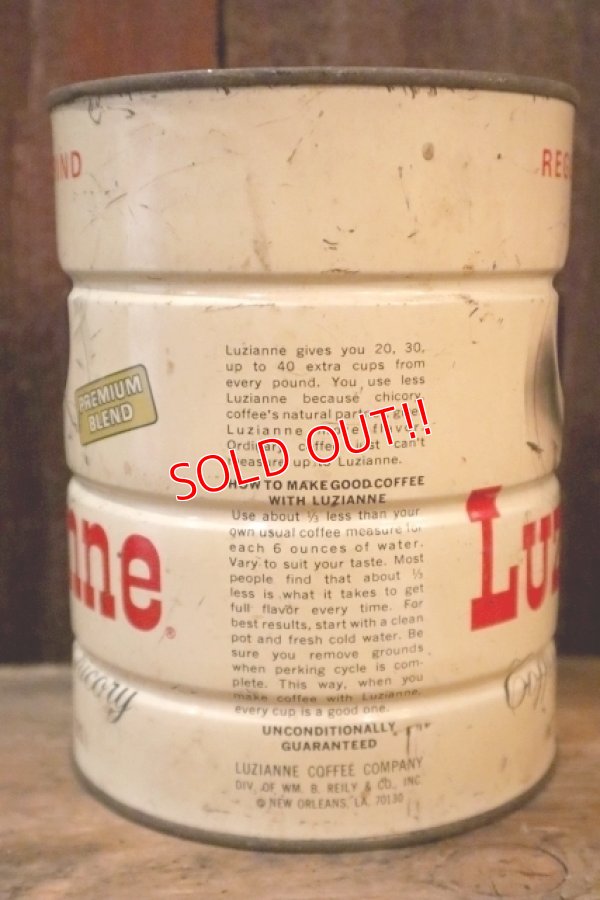 IND
REG
PREMIUM
BLEND
Luzianne gives you 20, 30,
up to 40 extra cups from
every pound. You use less
Luzianne because chicory,
coffee's natural
Luzianne more flavor.
Ordinary coffee just can't
measure up to Luzianne.
SOLD OUT!!
HOW TO MAKE GOOD COFFEE
WITH LUZIANNE
Use about ⅓ less than your
own usual coffee measure for
each 6 ounces of water.
Vary to suit your taste. Most
people find that about ⅓
less is what it takes to get
full flavor every time. For
best results, start with a clean
pot and fresh cold water. Be
sure you remove grounds
when perking cycle is com-
plete. This way, when you
make coffee with Luzianne,
every cup is a good one.
UNCONDITIONALLY
GUARANTEED
LUZIANNE COFFEE COMPANY
DIV. OF WM. B. REILY & CO., INC.
© NEW ORLEANS, LA. 70130
nne®
Luz
hicory